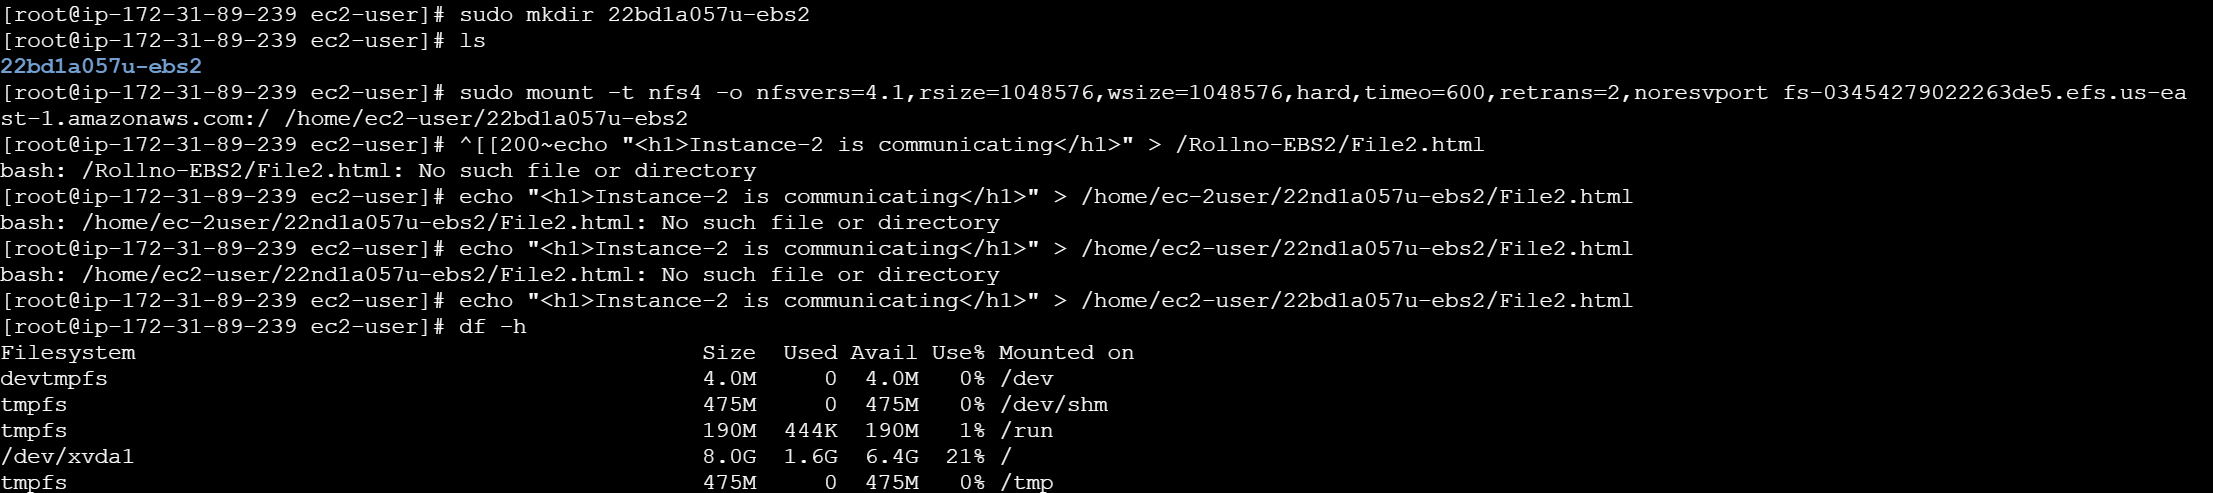 [root@ip-172-31-89-239 ec2-user]# sudo mkdir 22bd1a057u-ebs2
[root@ip-172-31-89-239 ec2-user]# ls
22bd1a057u-ebs2
[root@ip-172-31-89-239 ec2-user]# sudo mount -t nfs4 -o nfsvers=4.1,rsize=1048576,wsize=1048576,hard,timeo=600,retrans=2,noresvport fs-03454279022263de5.efs.us-ea
st-1.amazonaws.com:/ /home/ec2-user/22bd1a057u-ebs2
[root@ip-172-31-89-239 ec2-user]# ^[[200~echo "<h1>Instance-2 is communicating</h1>" > /Rollno-EBS2/File2.html
bash: /Rollno-EBS2/File2.html: No such file or directory
[root@ip-172-31-89-239 ec2-user]# echo "<h1>Instance-2 is communicating</h1>" > /home/ec-2user/22nd1a057u-ebs2/File2.html
bash: /home/ec-2user/22nd1a057u-ebs2/File2.html: No such file or directory
[root@ip-172-31-89-239 ec2-user]# echo "<h1>Instance-2 is communicating</h1>" > /home/ec2-user/22nd1a057u-ebs2/File2.html
bash: /home/ec2-user/22nd1a057u-ebs2/File2.html: No such file or directory
[root@ip-172-31-89-239 ec2-user]# echo "<h1>Instance-2 is communicating</h1>" > /home/ec2-user/22bd1a057u-ebs2/File2.html
[root@ip-172-31-89-239 ec2-user]# df -h
Filesystem                                          Size  Used Avail Use% Mounted on
devtmpfs                                            4.0M     0  4.0M   0% /dev
tmpfs                                               475M     0  475M   0% /dev/shm
tmpfs                                               190M  444K  190M   1% /run
/dev/xvda1                                          8.0G  1.6G  6.4G  21% /
tmpfs                                               475M     0  475M   0% /tmp